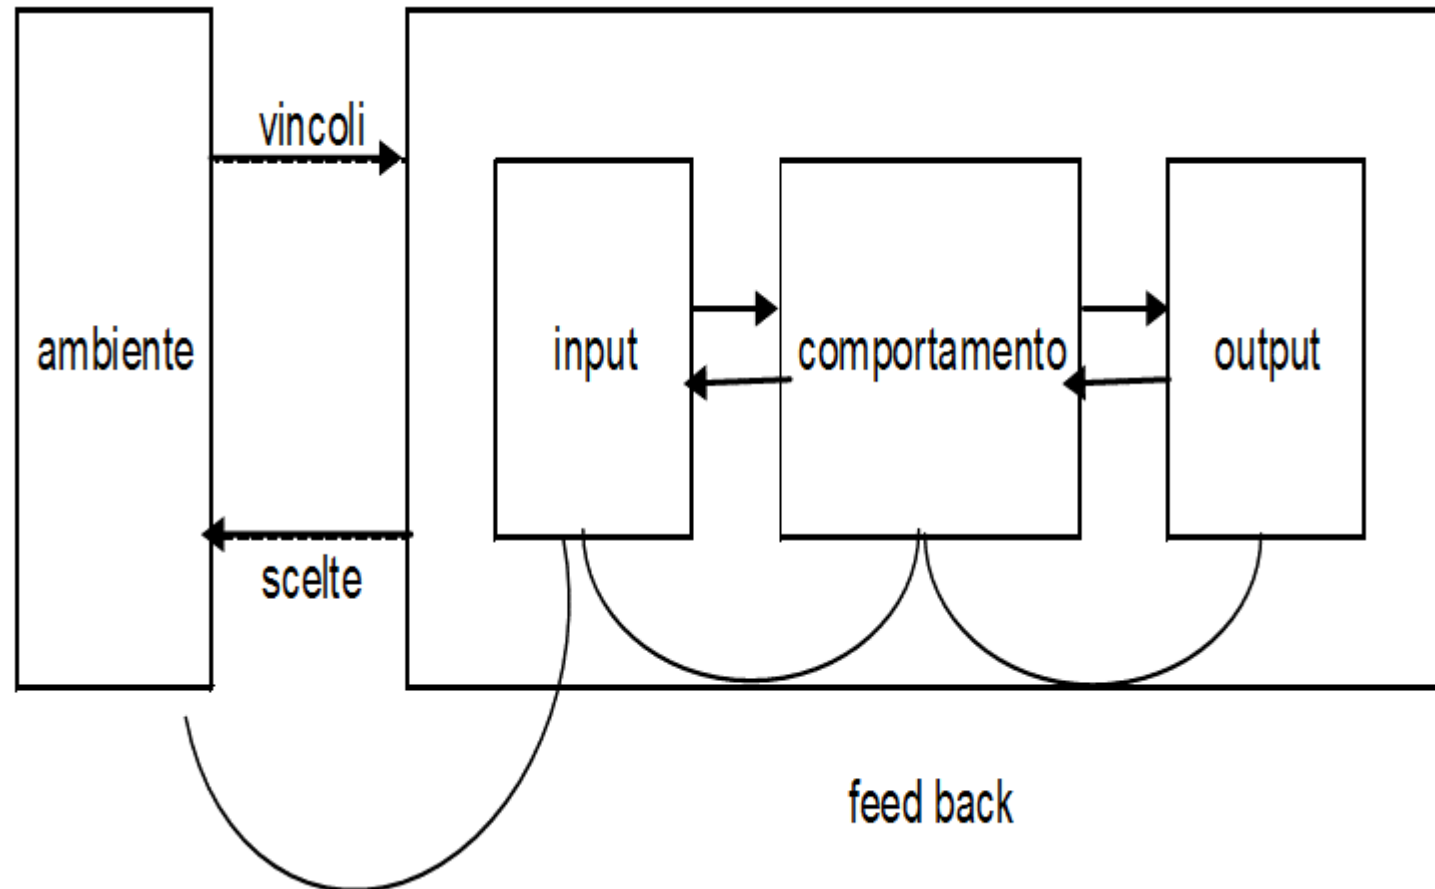 vincoli
ambiente
input
comportamento
output
scelte
feed back